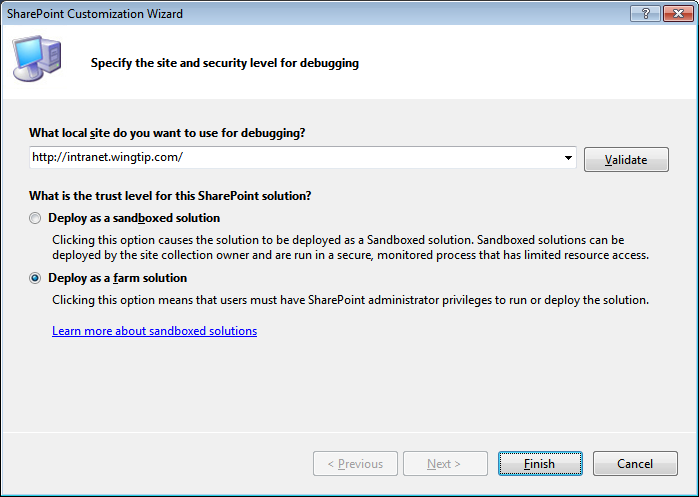 SharePoint Customization Wizard
Specify the site and security level for debugging
What local site do you want to use for debugging?
http://intranet.wingtip.com/
Validate
What is the trust level for this SharePoint solution?
Deploy as a sandboxed solution
Clicking this option causes the solution to be deployed as a Sandboxed solution. Sandboxed solutions can be
deployed by the site collection owner and are run in a secure, monitored process that has limited resource access.
Deploy as a farm solution
Clicking this option means that users must have SharePoint administrator privileges to run or deploy the solution.
Learn more about sandboxed solutions
< Previous
Next >
Finish
Cancel